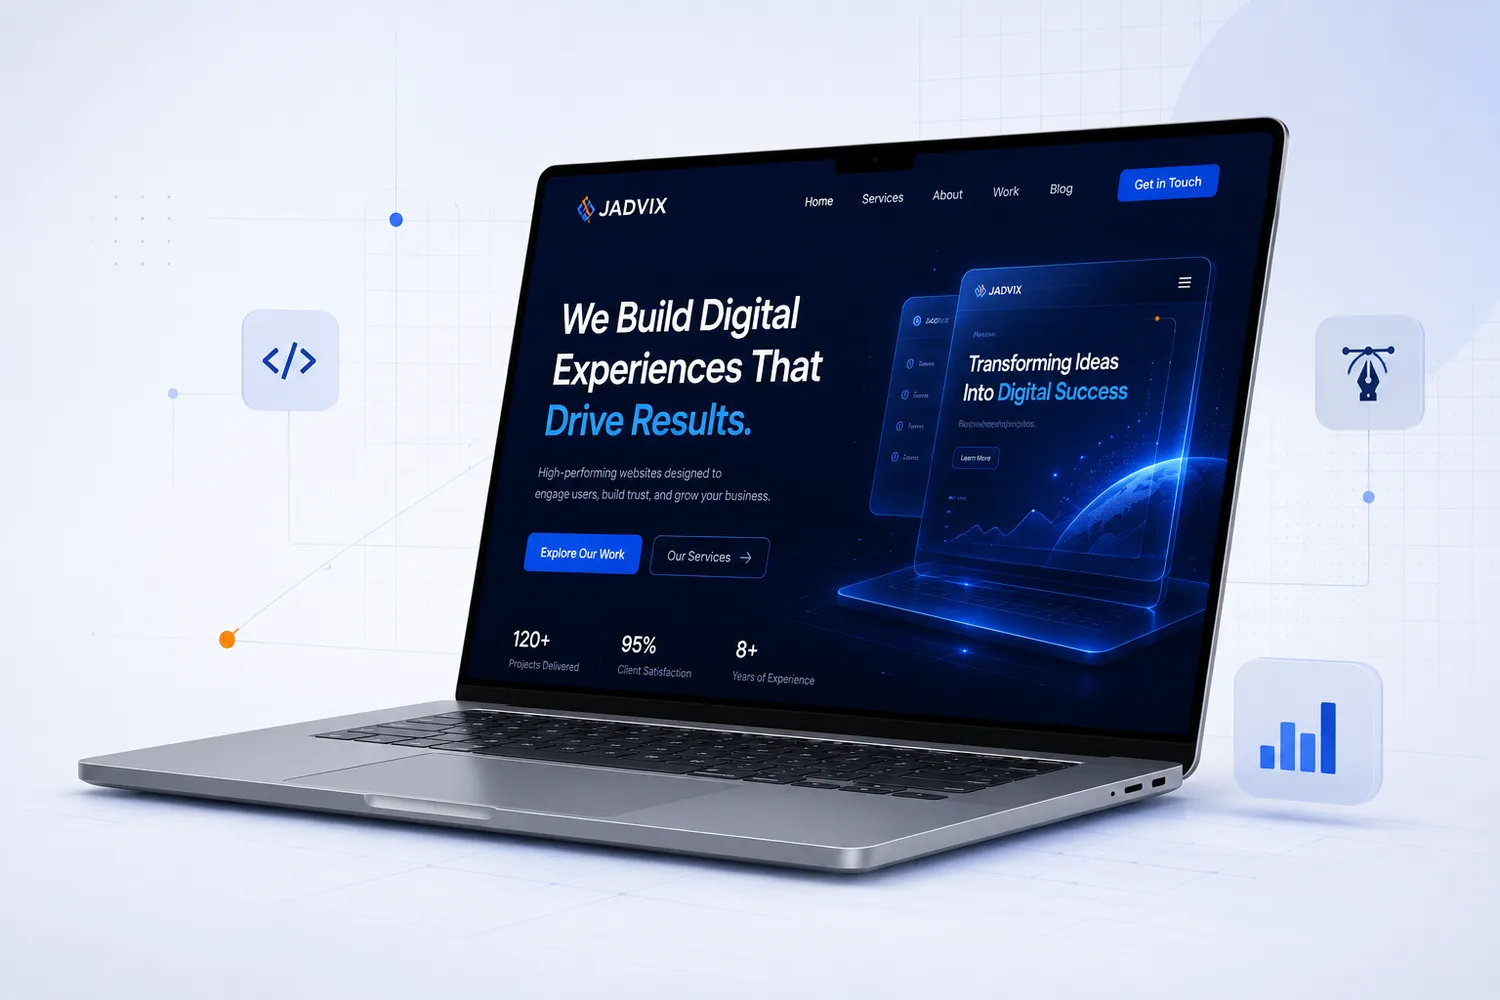 JADVIX
Home Services About Work Blog Get in Touch
We Build Digital
Experiences That
Drive Results.
High-performing websites designed to
engage users, build trust, and grow your business.
Explore Our Work
Our Services →
120+
Projects Delivered
95%
Client Satisfaction
8+
Years of Experience
JADVIX
Transforming Ideas
Into Digital Success
Learn More